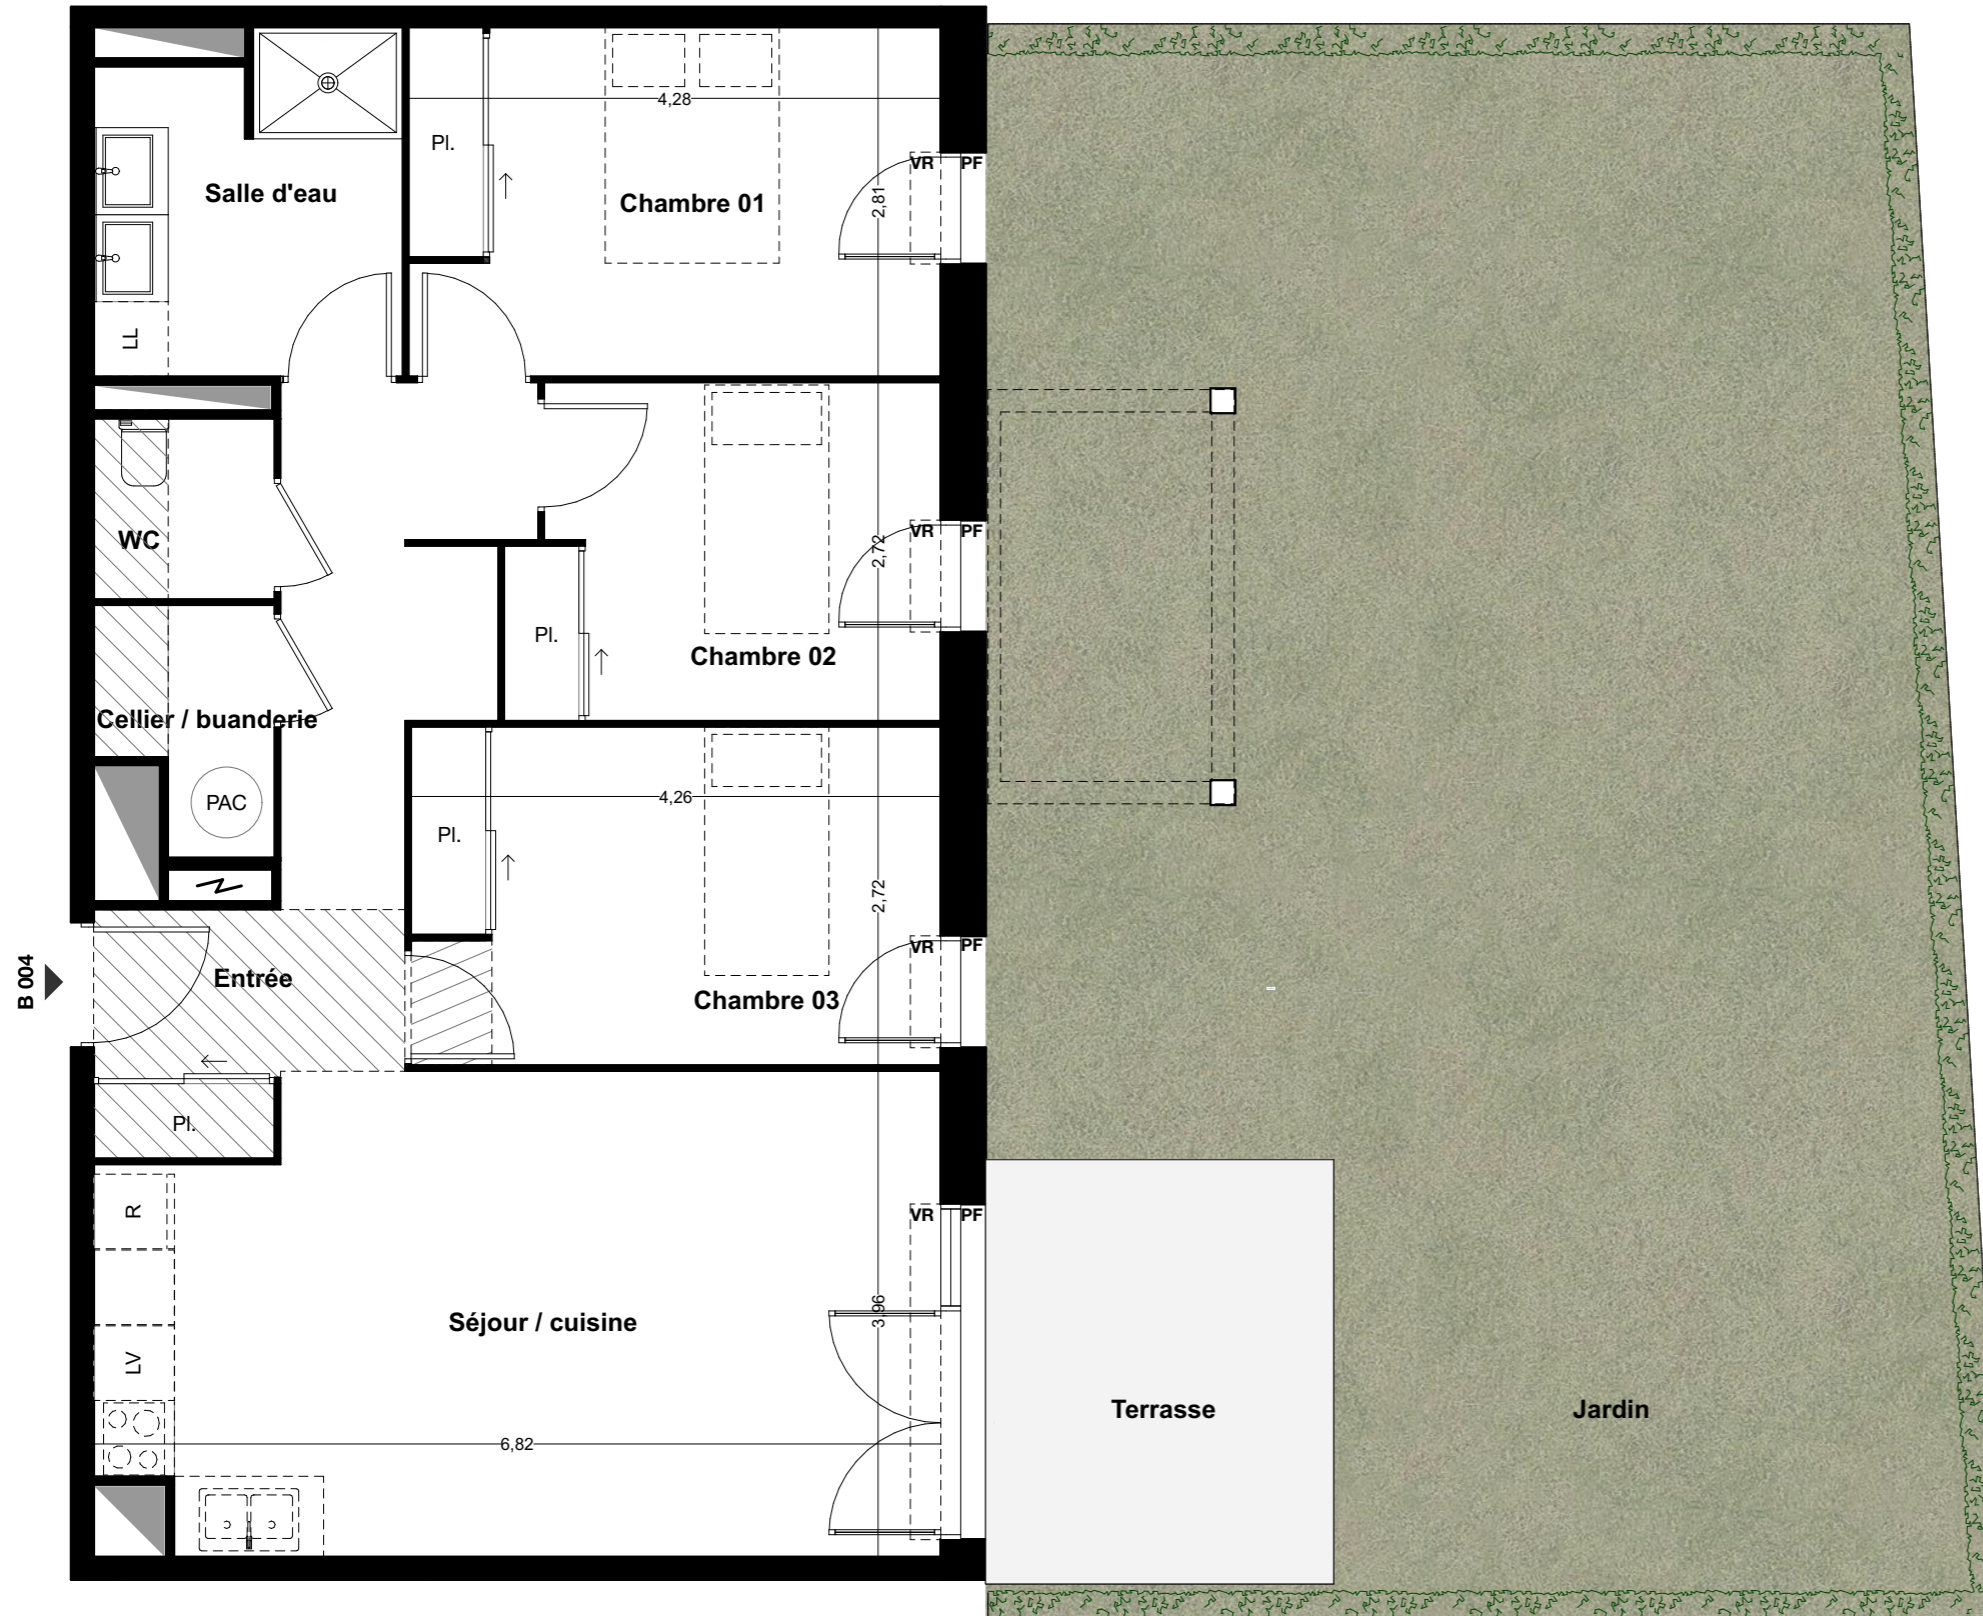 4,28
Pl.
VR PF
Salle d'eau
Chambre 01
2,81
LL
VR PF
WC
2,72
Pl.
Chambre 02
Cellier / buanderie
PAC
4,26
Pl.
2,72
VR PF
B 004
Entrée
Chambre 03
Pl.
R
VR PF
3,96
Séjour / cuisine
LV
Terrasse
Jardin
6,82